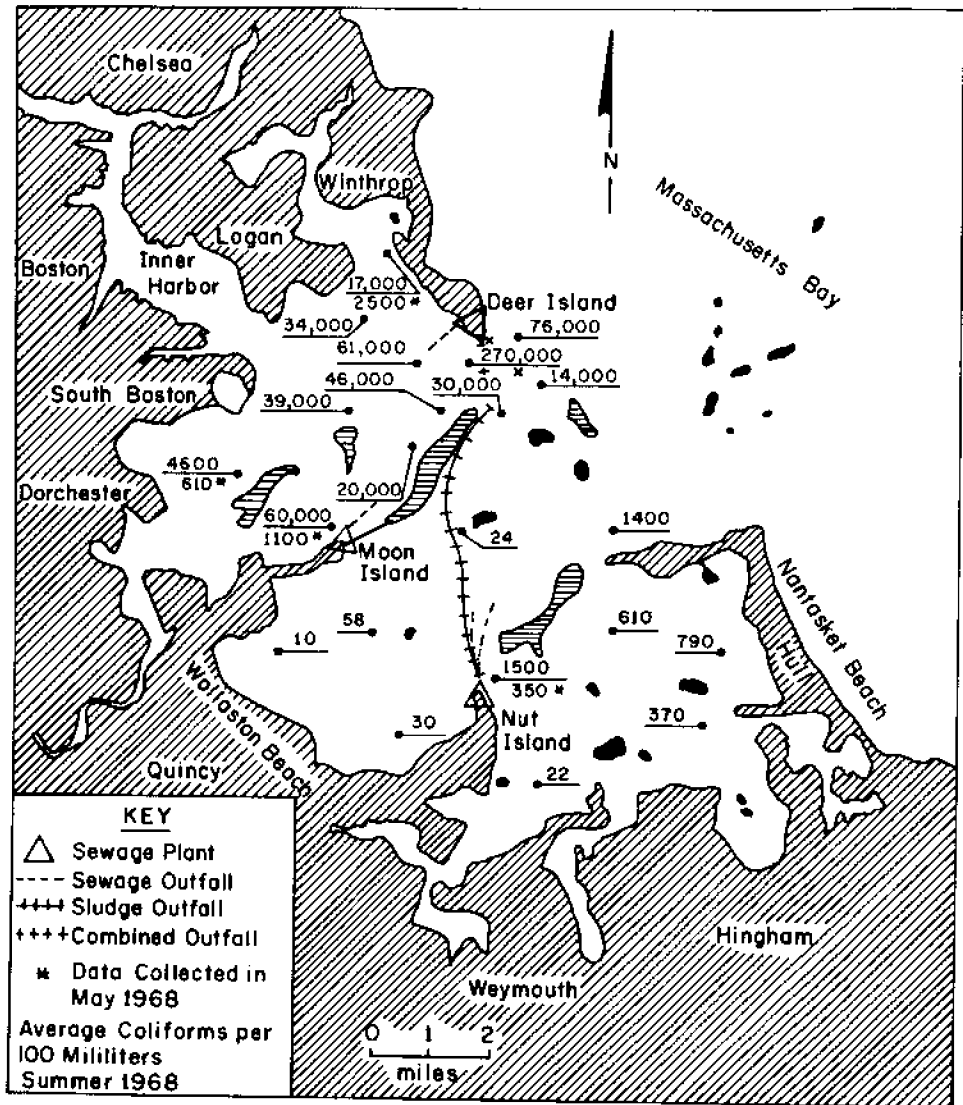 Chelsea
Winthrop
N
Massachusetts Bay
Logan
Boston
Inner
Harbor
17,000
2500*
Deer Island
34,000
76,000
61,000
270,000
46,000
30,000
14,000
South Boston
39,000
4600
610*
20,000
Dorchester
60,000
1100*
24
1400
Moon
Island
58
10
610
790
Nantasket Beach
Hull
1500
350*
Wollaston Beach
30
Nut
Island
370
Quincy
22
KEY
Sewage Plant
Sewage Outfall
Sludge Outfall
Combined Outfall
* Data Collected in
May 1968
Average Coliforms per
100 Mililiters
Summer 1968
Hingham
Weymouth
0 1 2
miles